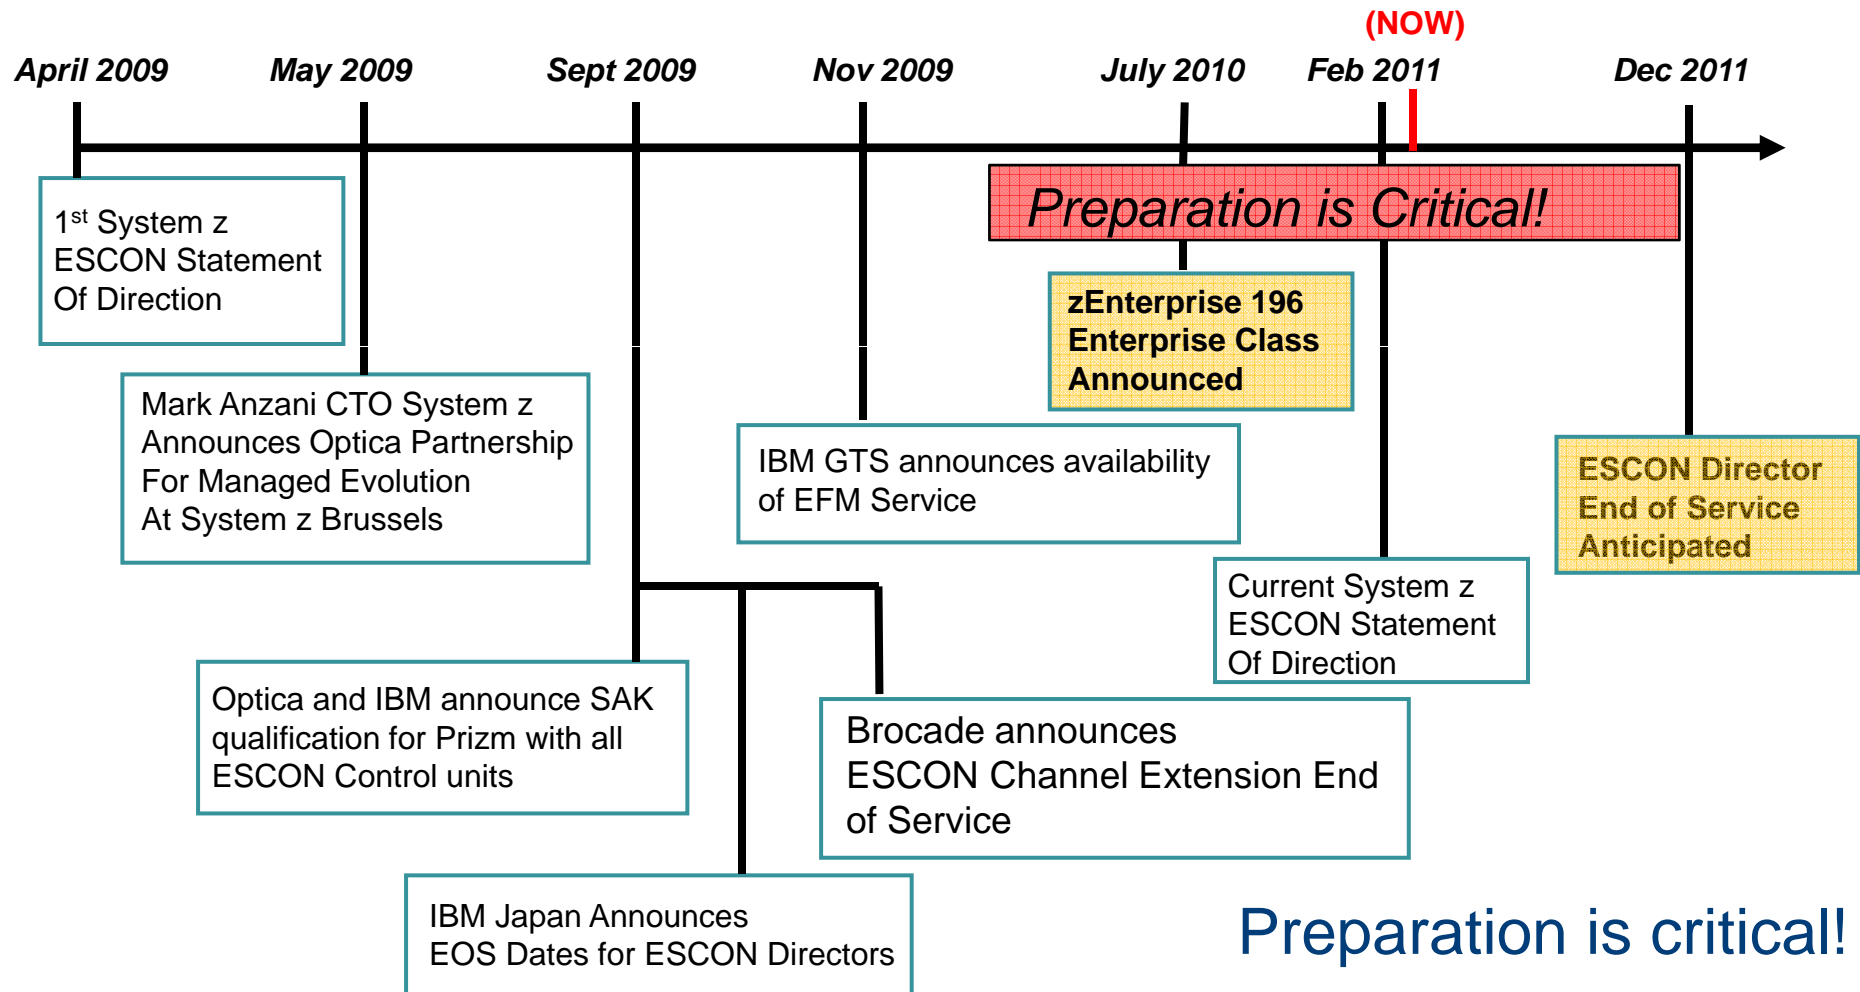 (NOW)
April 2009 May 2009 Sept 2009 Nov 2009 July 2010 Feb 2011 Dec 2011
Preparation is Critical!
1st System z
ESCON Statement
Of Direction
Mark Anzani CTO System z
Announces Optica Partnership
For Managed Evolution
At System z Brussels
Optica and IBM announce SAK
qualification for Prizm with all
ESCON Control units
IBM Japan Announces
EOS Dates for ESCON Directors
Brocade announces
ESCON Channel Extension End
of Service
IBM GTS announces availability
of EFM Service
zEnterprise 196
Enterprise Class
Announced
Current System z
ESCON Statement
Of Direction
ESCON Director
End of Service
Anticipated
Preparation is critical!